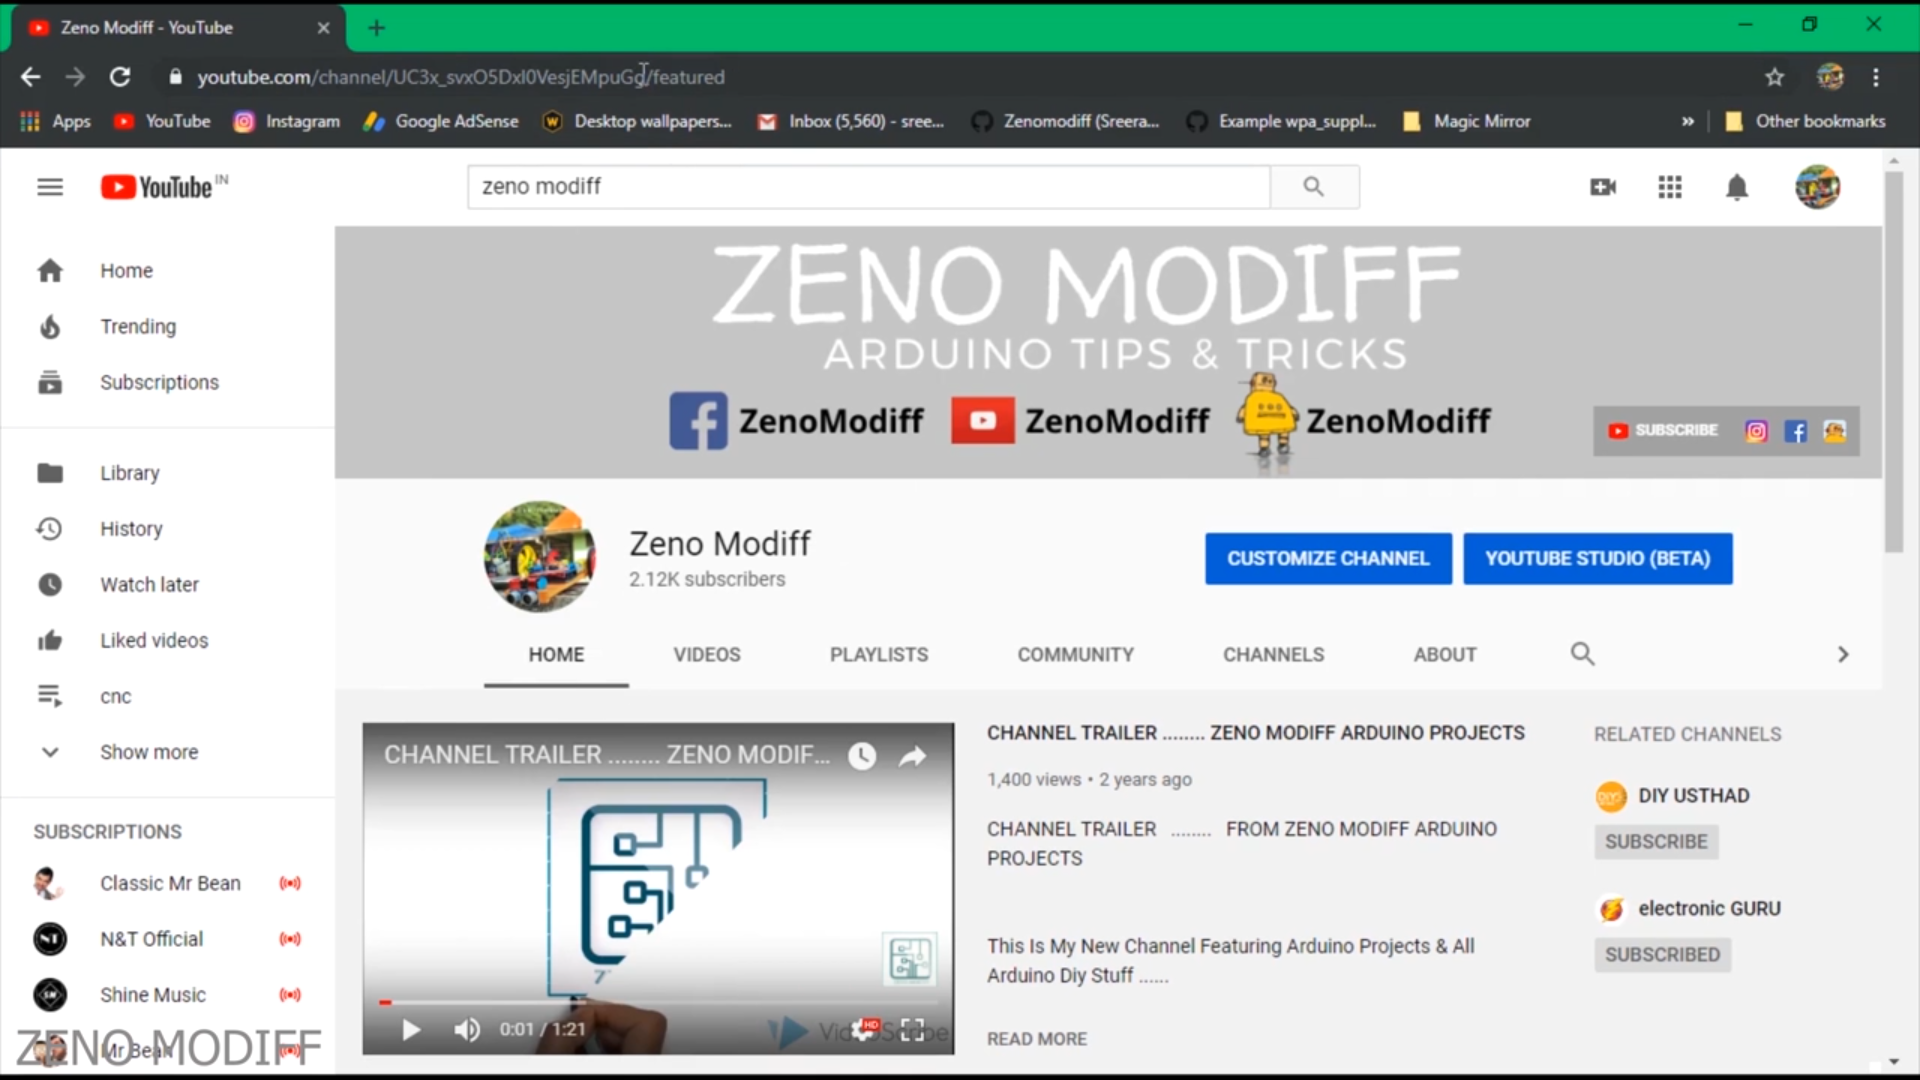 Zeno Modiff - YouTube
youtube.com/channel/UC3x_svxO5DxI0VesjEMpuGg/featured
Apps
YouTube
Instagram
Google AdSense
Desktop wallpapers...
Inbox (5,560) - sree...
Zenomodiff (Sreera...
Example wpa_suppl...
Magic Mirror
»
Other bookmarks
YouTube IN
zeno modiff
Home
Trending
Subscriptions
Library
History
Watch later
Liked videos
cnc
Show more
SUBSCRIPTIONS
Classic Mr Bean
N&T Official
Shine Music
Mr Bean
ZENO MODIFF
ZENO MODIFF
ARDUINO TIPS & TRICKS
ZenoModiff
ZenoModiff
ZenoModiff
SUBSCRIBE
Zeno Modiff
2.12K subscribers
CUSTOMIZE CHANNEL
YOUTUBE STUDIO (BETA)
HOME
VIDEOS
PLAYLISTS
COMMUNITY
CHANNELS
ABOUT
CHANNEL TRAILER ........ ZENO MODIF...
0:01 / 1:21
HD
CHANNEL TRAILER ........ ZENO MODIFF ARDUINO PROJECTS
1,400 views • 2 years ago
CHANNEL TRAILER ........ FROM ZENO MODIFF ARDUINO
PROJECTS
This Is My New Channel Featuring Arduino Projects & All
Arduino Diy Stuff ......
READ MORE
RELATED CHANNELS
DIY USTHAD
SUBSCRIBE
electronic GURU
SUBSCRIBED